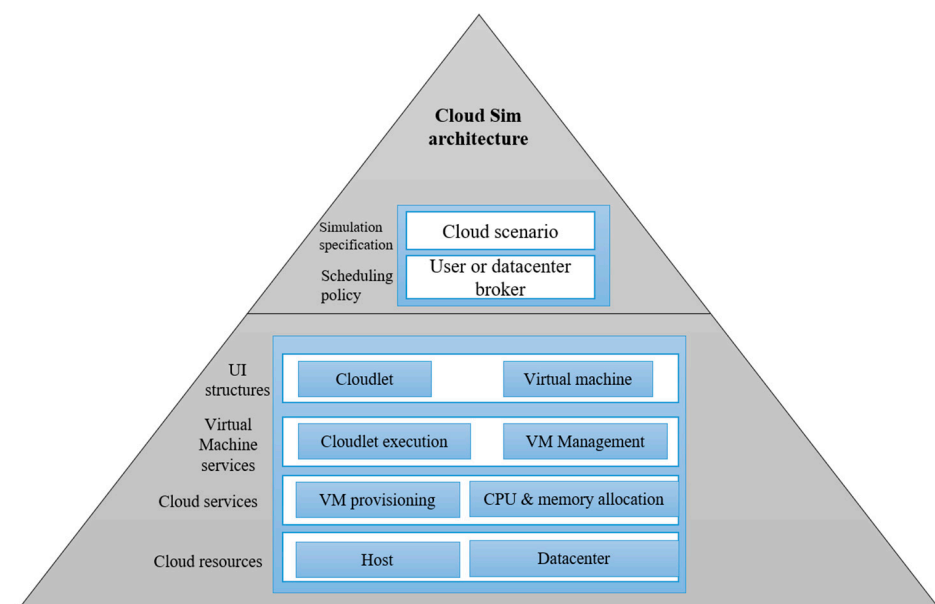 Cloud Sim
architecture
Simulation
specification
Cloud scenario
Scheduling
policy
User or datacenter
broker
UI
structures
Cloudlet
Virtual machine
Virtual
Machine
services
Cloudlet execution
VM Management
Cloud services
VM provisioning
CPU & memory allocation
Cloud resources
Host
Datacenter